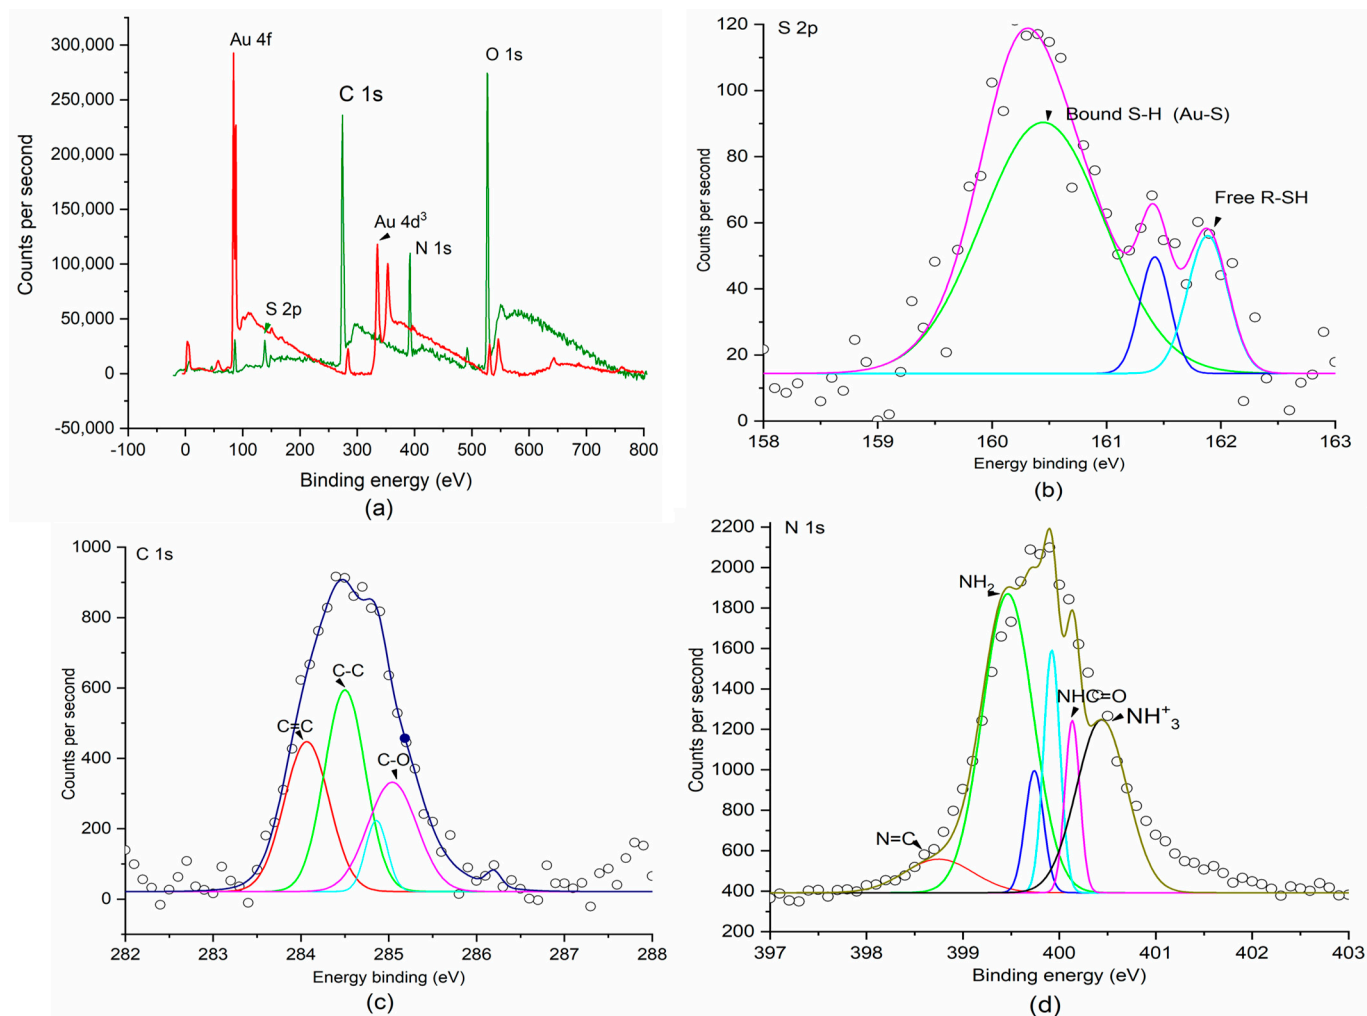 Au 4f
C 1s
O 1s
Au 4d³
N 1s
S 2p
Counts per second
300,000
250,000
200,000
150,000
100,000
50,000
0
-50,000
-100 0 100 200 300 400 500 600 700 800
Binding energy (eV)
(a)
S 2p
Bound S-H (Au-S)
Free R-SH
Counts per second
120
100
80
60
40
20
0
158 159 160 161 162 163
Energy binding (eV)
(b)
C 1s
C-C
C=C
C-O
Counts per second
1000
800
600
400
200
0
282 283 284 285 286 287 288
Energy binding (eV)
(c)
N 1s
NH₂
NHC=O
NH⁺₃
N=C
Counts per second
2200
2000
1800
1600
1400
1200
1000
800
600
400
200
397 398 399 400 401 402 403
Binding energy (eV)
(d)